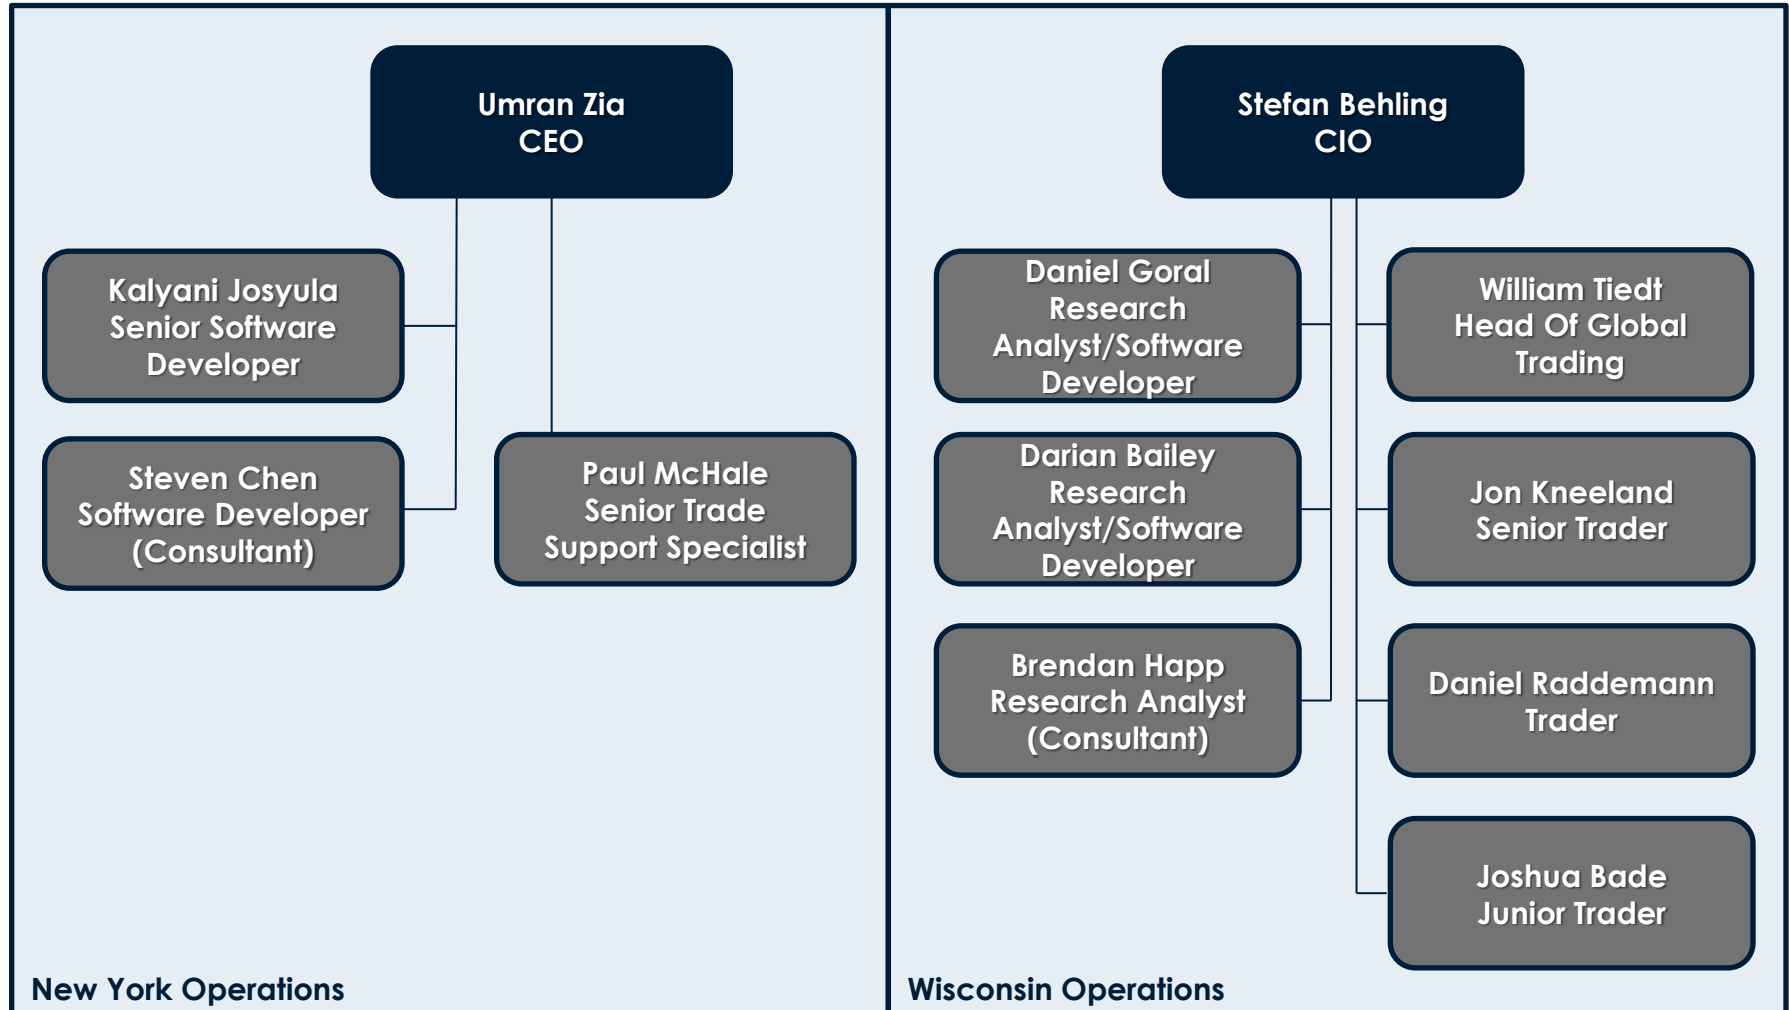 Umran Zia
CEO
Kalyani Josyula
Senior Software
Developer
Steven Chen
Software Developer
(Consultant)
Paul McHale
Senior Trade
Support Specialist
New York Operations
Stefan Behling
CIO
Daniel Goral
Research
Analyst/Software
Developer
William Tiedt
Head Of Global
Trading
Darian Bailey
Research
Analyst/Software
Developer
Jon Kneeland
Senior Trader
Brendan Happ
Research Analyst
(Consultant)
Daniel Raddemann
Trader
Joshua Bade
Junior Trader
Wisconsin Operations